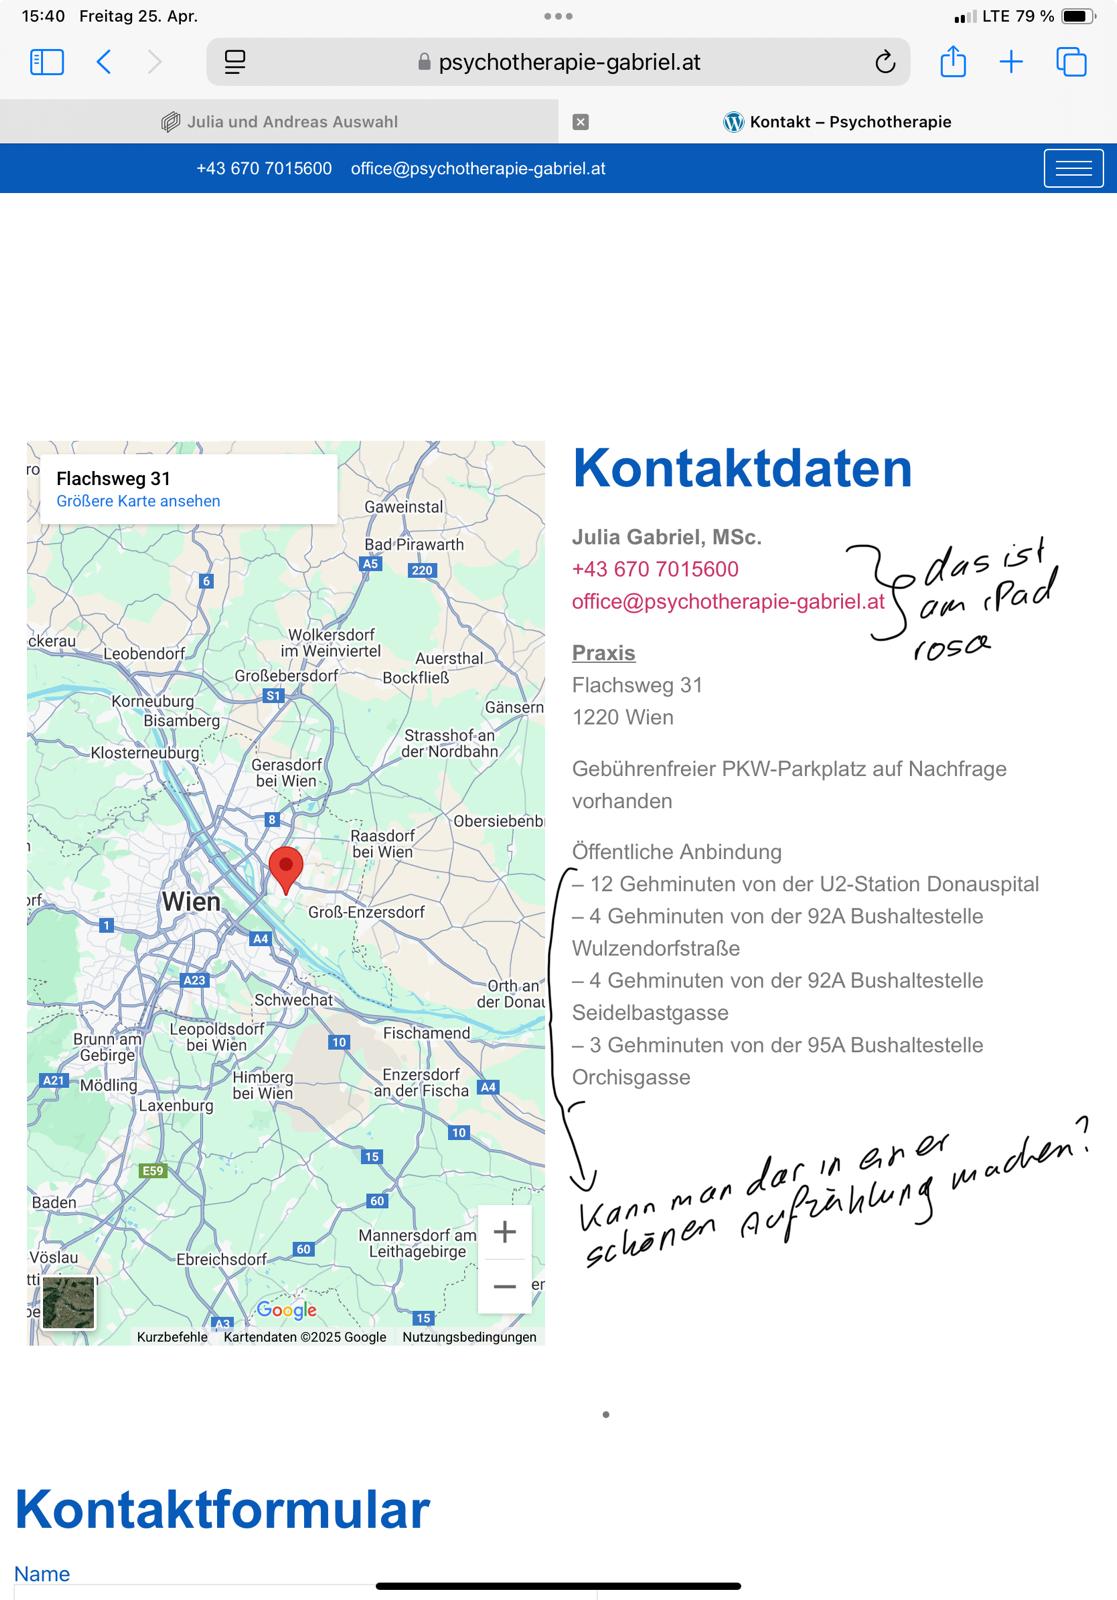 15:40 Freitag 25. Apr.
LTE 79 %
psychotherapie-gabriel.at
Julia und Andreas Auswahl
Kontakt – Psychotherapie
+43 670 7015600 office@psychotherapie-gabriel.at
Flachsweg 31
Größere Karte ansehen
Gaweinstal
Bad Pirawarth
A5
220
6
ckerau
Leobendorf
Wolkersdorf
im Weinviertel
Auersthal
Großebersdorf
Bockfließ
S1
Korneuburg
Bisamberg
Gänsern
Klosterneuburg
Strasshof an
der Nordbahn
Gerasdorf
bei Wien
8
Obersiebenb
Raasdorf
bei Wien
Wien
Groß-Enzersdorf
1
A4
A23
Schwechat
Orth an
der Donau
Leopoldsdorf
bei Wien
Fischamend
Brunn am
Gebirge
10
A21
Mödling
Himberg
bei Wien
Enzersdorf
an der Fischa
A4
Laxenburg
10
15
E59
60
Baden
Mannersdorf am
Leithagebirge
Vöslau
Ebreichsdorf
60
Google
15
A3
Kurzbefehle Kartendaten ©2025 Google Nutzungsbedingungen
Kontaktdaten
Julia Gabriel, MSc.
+43 670 7015600
office@psychotherapie-gabriel.at
das ist
am iPad
rosa
Praxis
Flachsweg 31
1220 Wien
Gebührenfreier PKW-Parkplatz auf Nachfrage
vorhanden
Öffentliche Anbindung
– 12 Gehminuten von der U2-Station Donauspital
– 4 Gehminuten von der 92A Bushaltestelle
Wulzendorfstraße
– 4 Gehminuten von der 92A Bushaltestelle
Seidelbastgasse
– 3 Gehminuten von der 95A Bushaltestelle
Orchisgasse
Kann man dar in einer
schönen Aufzählung machen?
Kontaktformular
Name